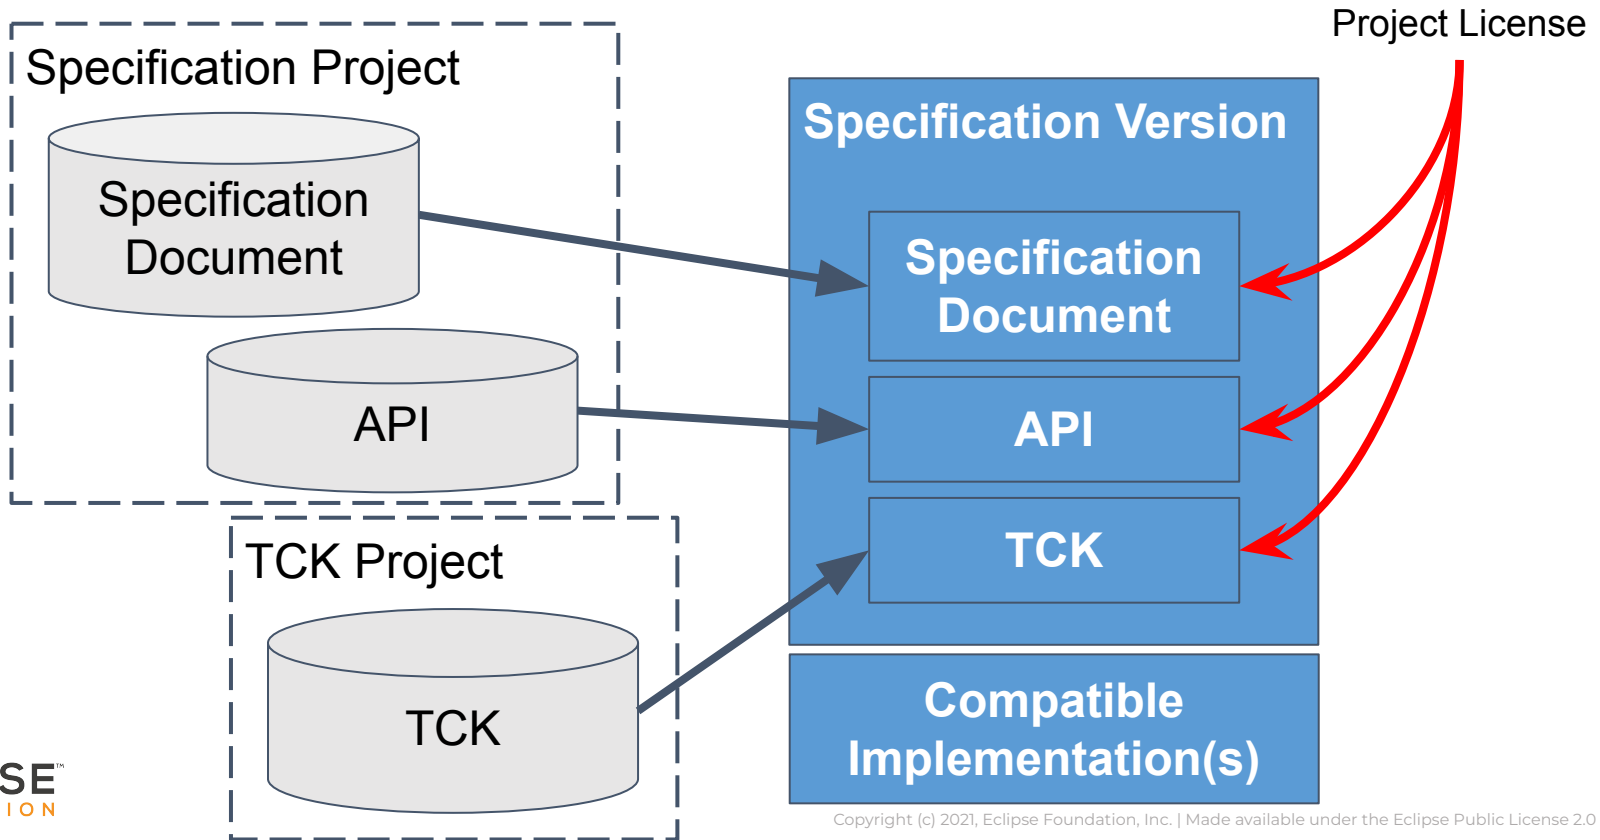 Project License
Specification Project
Specification
Document
API
TCK Project
TCK
Specification Version
Specification
Document
API
TCK
Compatible
Implementation(s)
SE™
ION
Copyright (c) 2021, Eclipse Foundation, Inc. | Made available under the Eclipse Public License 2.0